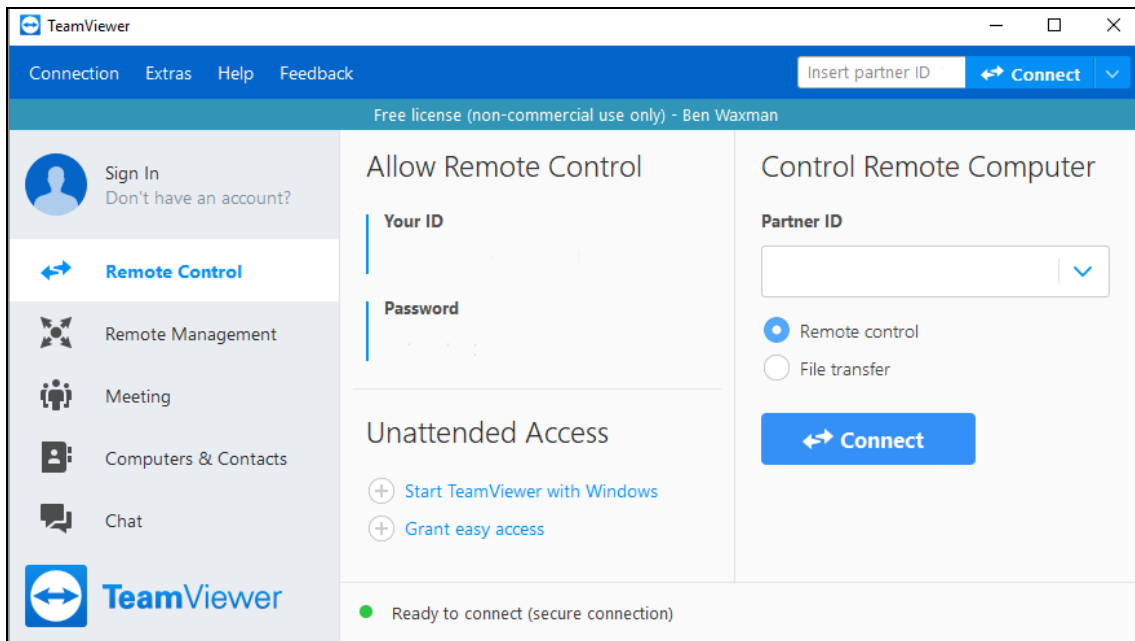 TeamViewer
Connection Extras Help Feedback
Insert partner ID
Connect
Free license (non-commercial use only) - Ben Waxman
Sign In
Don't have an account?
Remote Control
Remote Management
Meeting
Computers & Contacts
Chat
TeamViewer
Allow Remote Control
Your ID
Password
Unattended Access
Start TeamViewer with Windows
Grant easy access
Control Remote Computer
Partner ID
Remote control
File transfer
Connect
Ready to connect (secure connection)